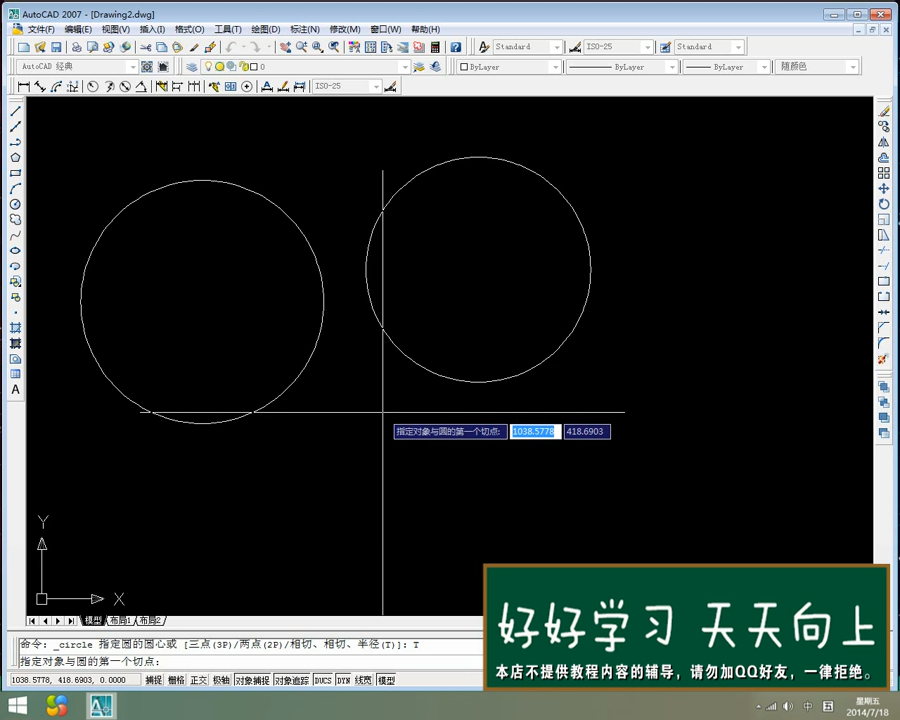 AutoCAD 2007 - [Drawing2.dwg]
文件(F) 编辑(E) 视图(V) 插入(I) 格式(O) 工具(T) 绘图(D) 标注(N) 修改(M) 窗口(W) 帮助(H)
Standard ISO-25 Standard
AutoCAD 经典 0 ByLayer ByLayer ByLayer 随颜色
ISO-25
A
指定对象与圆的第一个切点: 1038.5778 418.6903
Y
X
模型 布局1 布局2
命令: _circle 指定圆的圆心或 [三点(3P)/两点(2P)/相切、相切、半径(T)]: T
指定对象与圆的第一个切点:
1038.5778, 418.6903, 0.0000 捕捉 栅格 正交 极轴 对象捕捉 对象追踪 DUCS DYN 线宽 模型
好好学习 天天向上
本店不提供教程内容的辅导，请勿加QQ好友，一律拒绝。
中 五
星期五
2014/7/18